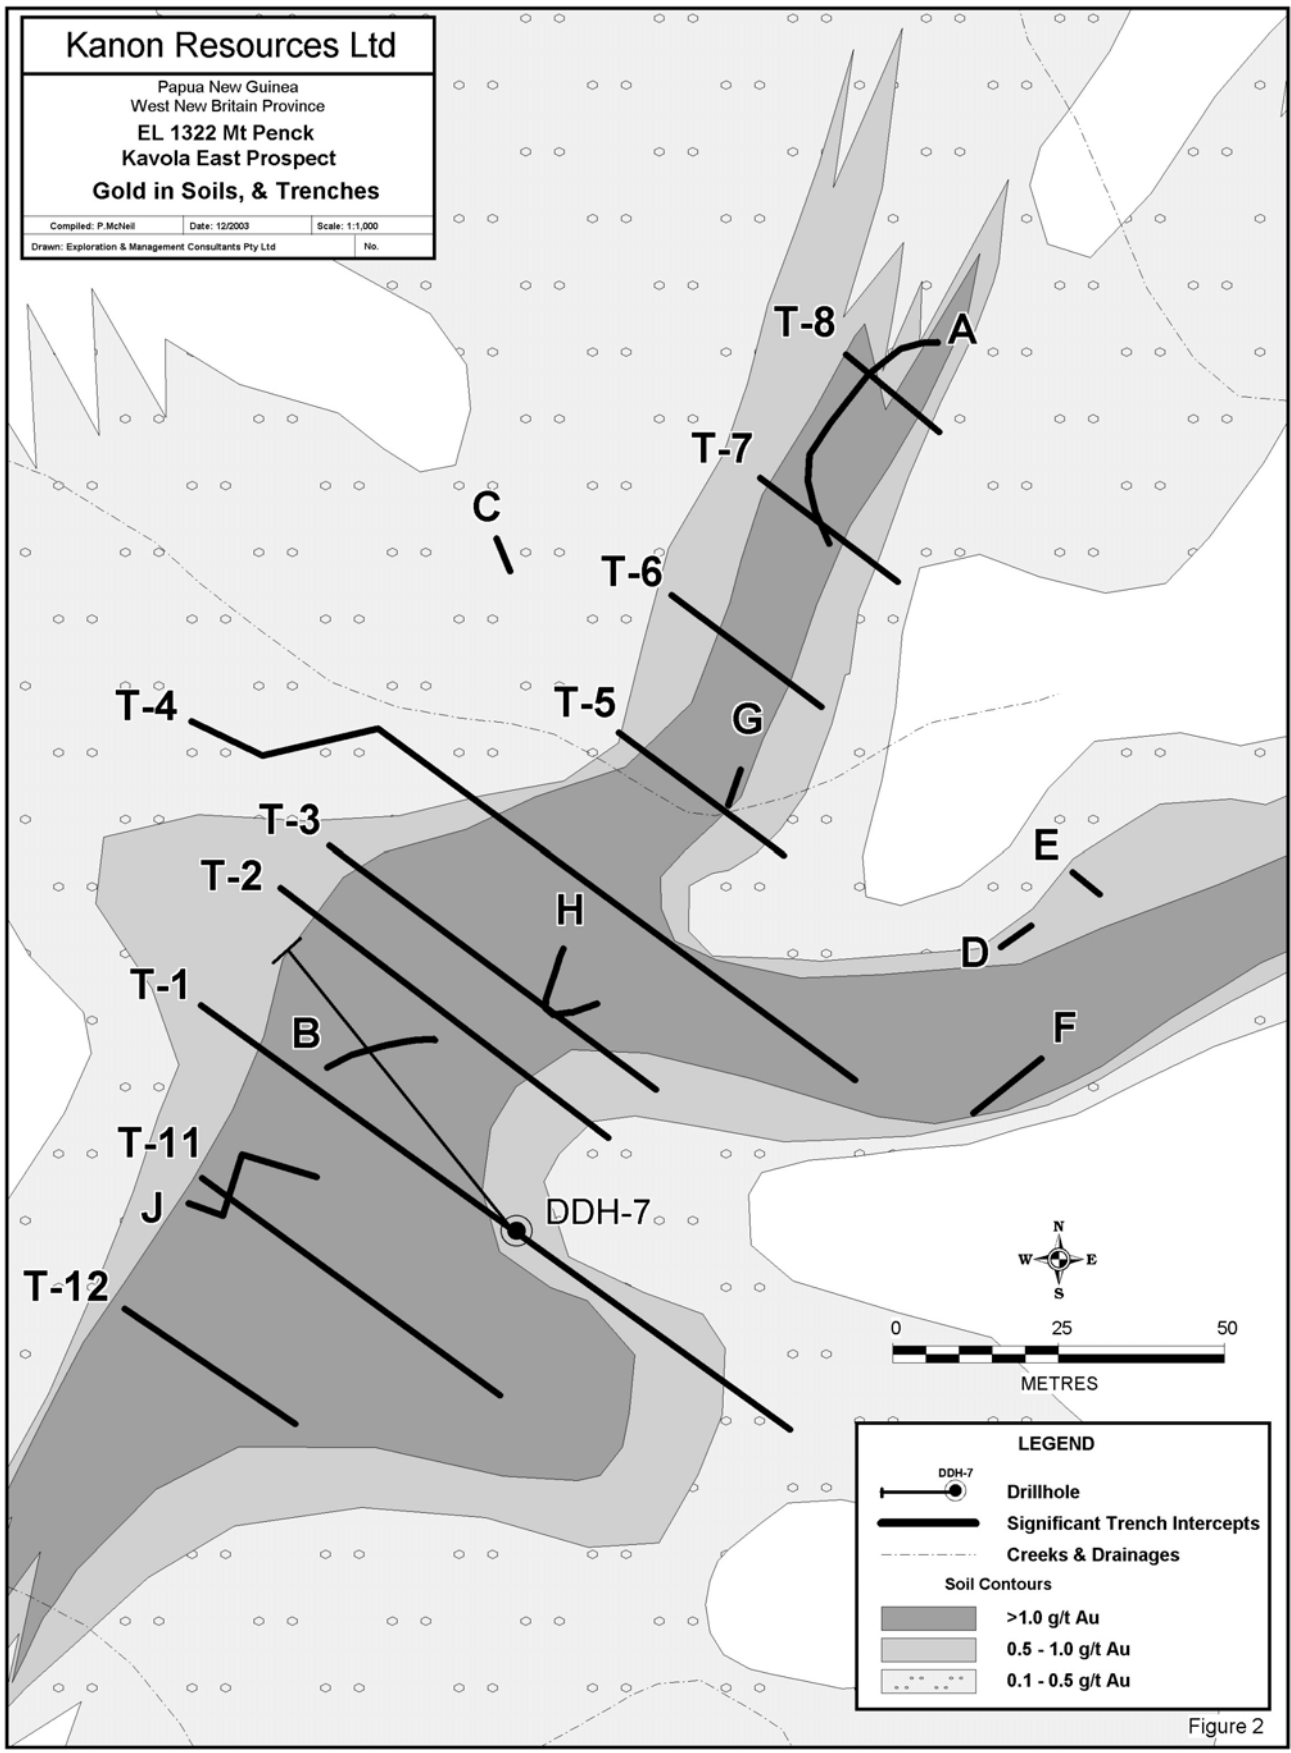 Kanon Resources Ltd
Papua New Guinea
West New Britain Province
EL 1322 Mt Penck
Kavola East Prospect
Gold in Soils, & Trenches
Compiled: P.McNeil Date: 12/2003 Scale: 1:1,000
Drawn: Exploration & Management Consultants Pty Ltd No.
T-8
A
T-7
C
T-6
T-5
T-4
G
T-3
E
T-2
H
D
T-1
B
F
T-11
J
DDH-7
T-12
N
W E
S
0 25 50
METRES
LEGEND
DDH-7
Drillhole
Significant Trench Intercepts
Creeks & Drainages
Soil Contours
>1.0 g/t Au
0.5 - 1.0 g/t Au
0.1 - 0.5 g/t Au
Figure 2